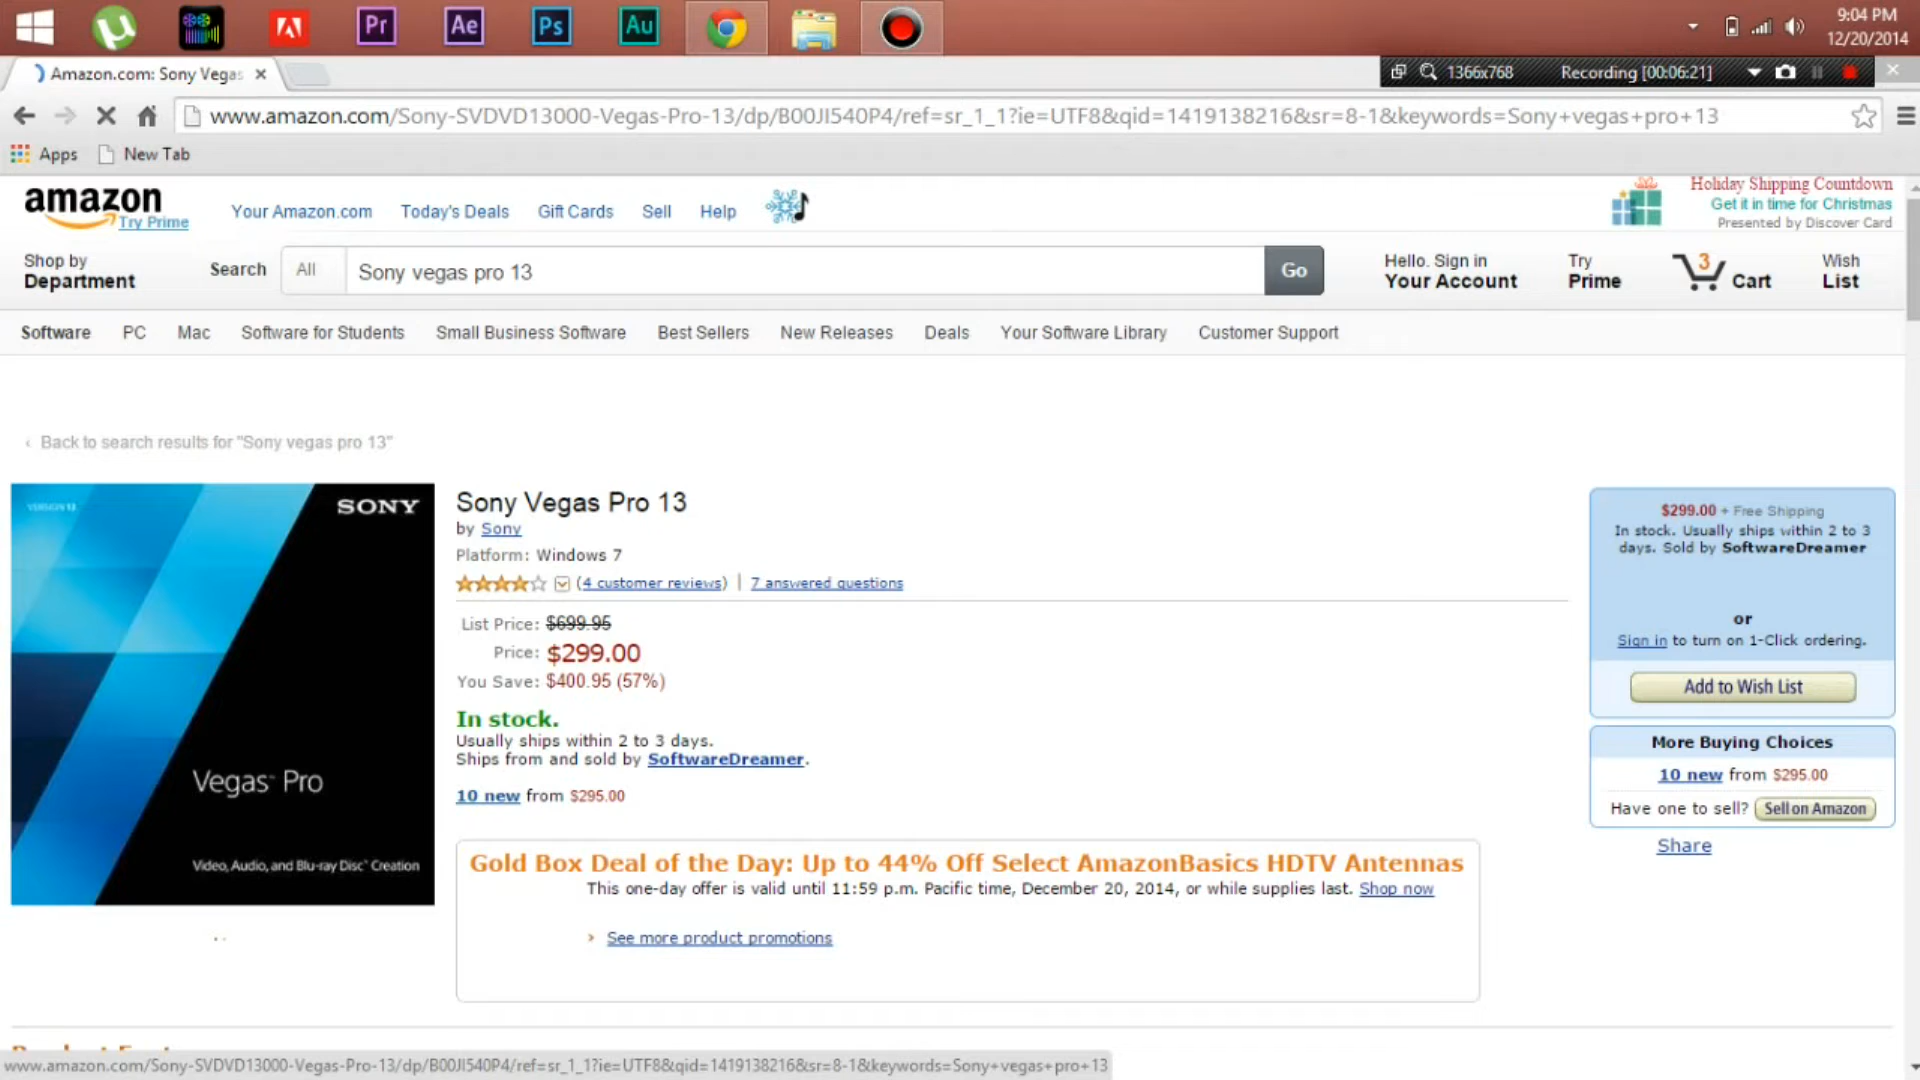 Pr Ae Ps Au
9:04 PM
12/20/2014
Amazon.com: Sony Vegas
1366x768 Recording [00:06:21]
www.amazon.com/Sony-SVDVD13000-Vegas-Pro-13/dp/B00JI540P4/ref=sr_1_1?ie=UTF8&qid=1419138216&sr=8-1&keywords=Sony+vegas+pro+13
Apps New Tab
amazon
Try Prime
Your Amazon.com Today's Deals Gift Cards Sell Help
Holiday Shipping Countdown
Get it in time for Christmas
Presented by Discover Card
Shop by
Department
Search All Sony vegas pro 13 Go
Hello. Sign in
Your Account
Try
Prime
3
Cart
Wish
List
Software PC Mac Software for Students Small Business Software Best Sellers New Releases Deals Your Software Library Customer Support
‹ Back to search results for "Sony vegas pro 13"
VERSION 13
SONY
Vegas™ Pro
Video, Audio, and Blu-ray Disc™ Creation
Sony Vegas Pro 13
by Sony
Platform: Windows 7
(4 customer reviews) | 7 answered questions
List Price: $699.95
Price: $299.00
You Save: $400.95 (57%)
In stock.
Usually ships within 2 to 3 days.
Ships from and sold by SoftwareDreamer.
10 new from $295.00
Gold Box Deal of the Day: Up to 44% Off Select AmazonBasics HDTV Antennas
This one-day offer is valid until 11:59 p.m. Pacific time, December 20, 2014, or while supplies last. Shop now
› See more product promotions
$299.00 + Free Shipping
In stock. Usually ships within 2 to 3
days. Sold by SoftwareDreamer
or
Sign in to turn on 1-Click ordering.
Add to Wish List
More Buying Choices
10 new from $295.00
Have one to sell? Sell on Amazon
Share
www.amazon.com/Sony-SVDVD13000-Vegas-Pro-13/dp/B00JI540P4/ref=sr_1_1?ie=UTF8&qid=1419138216&sr=8-1&keywords=Sony+vegas+pro+13